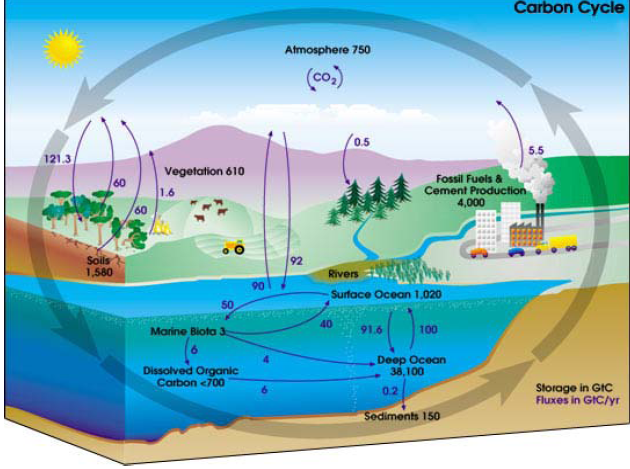 Carbon Cycle
Atmosphere 750
CO2
121.3
60
60
1.6
Vegetation 610
0.5
5.5
Fossil Fuels &
Cement Production
4,000
Soils
1,580
90
92
Rivers
Surface Ocean 1,020
50
40
91.6
100
Marine Biota 3
6
4
Deep Ocean
38,100
Dissolved Organic
Carbon <700
6
0.2
Sediments 150
Storage in GtC
Fluxes in GtC/yr